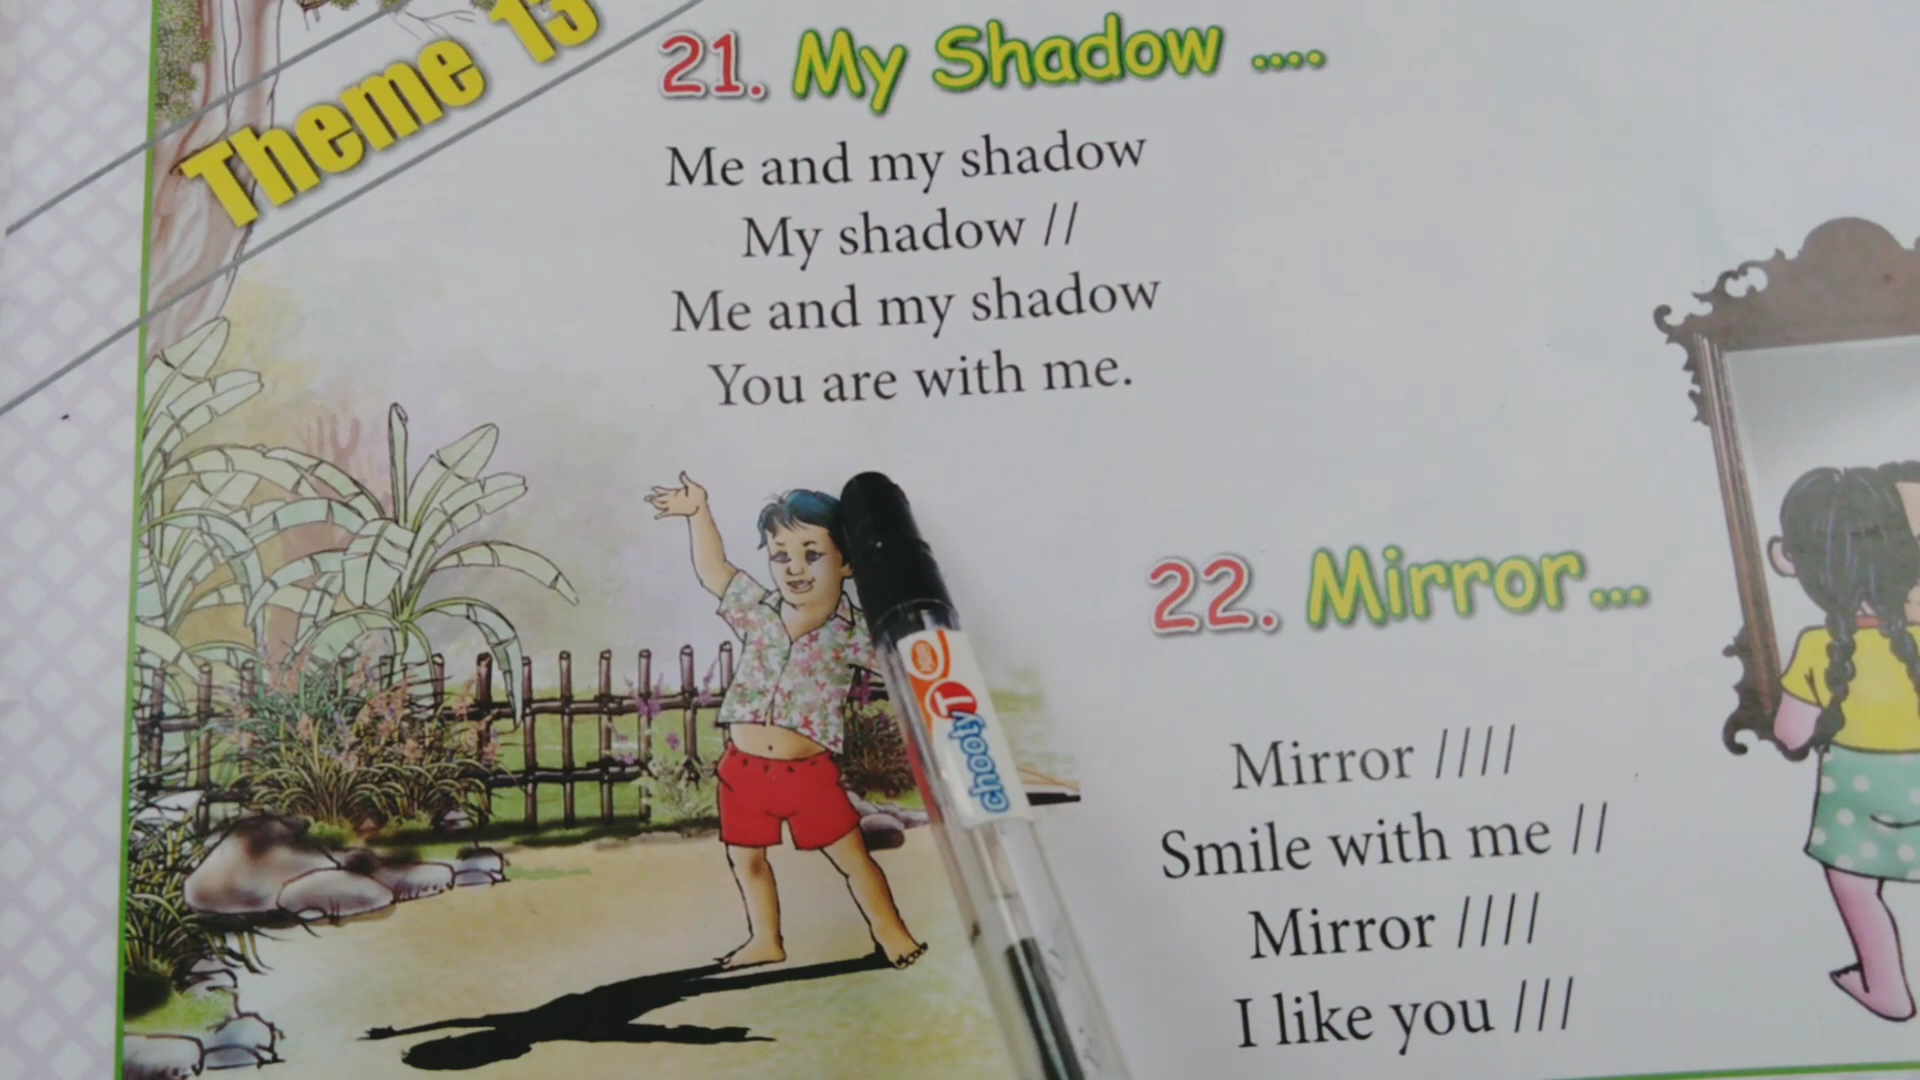 Theme 13
21. My Shadow ....
Me and my shadow
My shadow //
Me and my shadow
You are with me.
22. Mirror...
Mirror ////
Smile with me //
Mirror ////
I like you ///
chooty